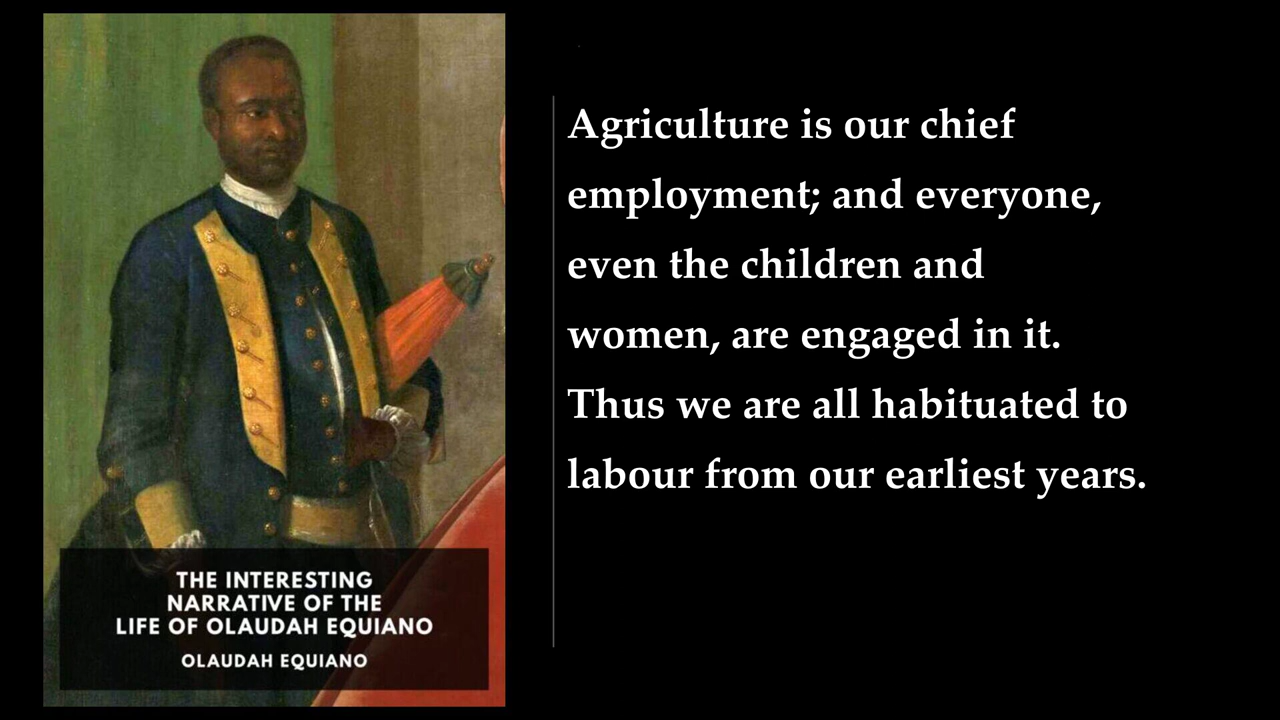 Agriculture is our chief
employment; and everyone,
even the children and
women, are engaged in it.
Thus we are all habituated to
labour from our earliest years.
THE INTERESTING
NARRATIVE OF THE
LIFE OF OLAUDAH EQUIANO
OLAUDAH EQUIANO